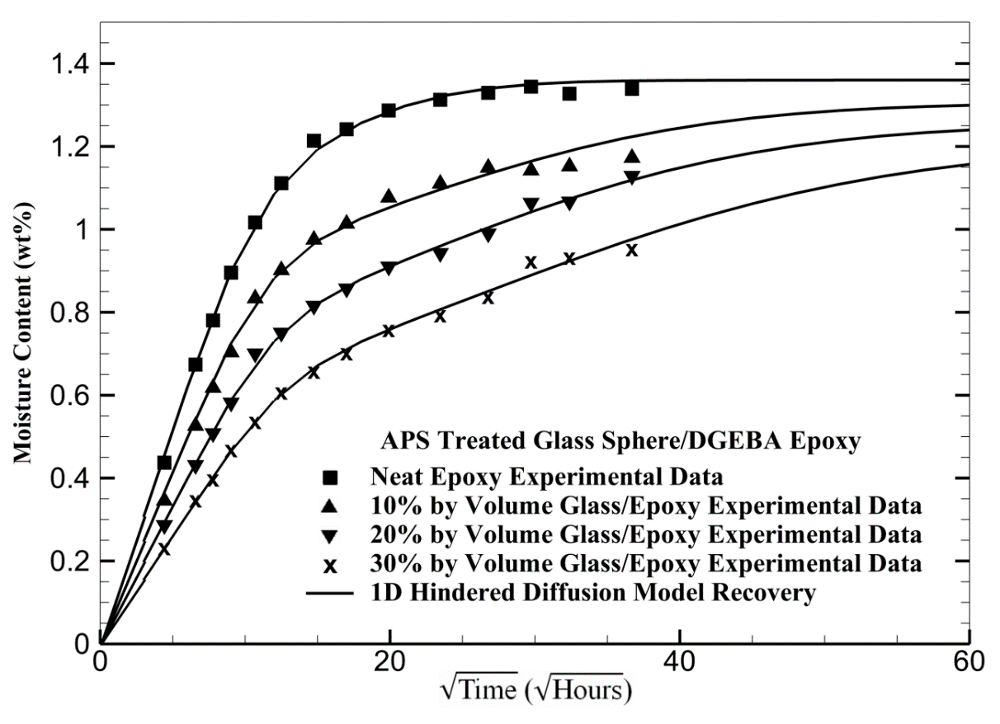 1.4
1.2
1
0.8
0.6
0.4
0.2
0
Moisture Content (wt%)
APS Treated Glass Sphere/DGEBA Epoxy
Neat Epoxy Experimental Data
10% by Volume Glass/Epoxy Experimental Data
20% by Volume Glass/Epoxy Experimental Data
30% by Volume Glass/Epoxy Experimental Data
1D Hindered Diffusion Model Recovery
0 20 40 60
√Time (√Hours)